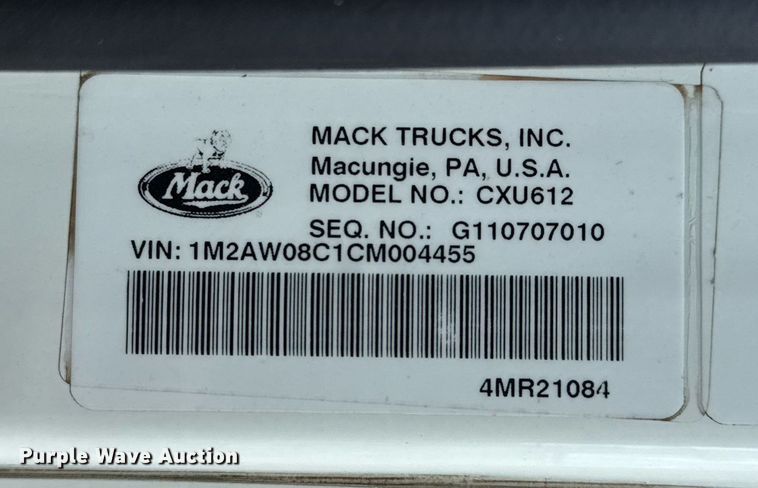 Mack
MACK TRUCKS, INC.
Macungie, PA, U.S.A.
MODEL NO.: CXU612
SEQ. NO.: G110707010
VIN: 1M2AW08C1CM004455
4MR21084
Purple Wave Auction